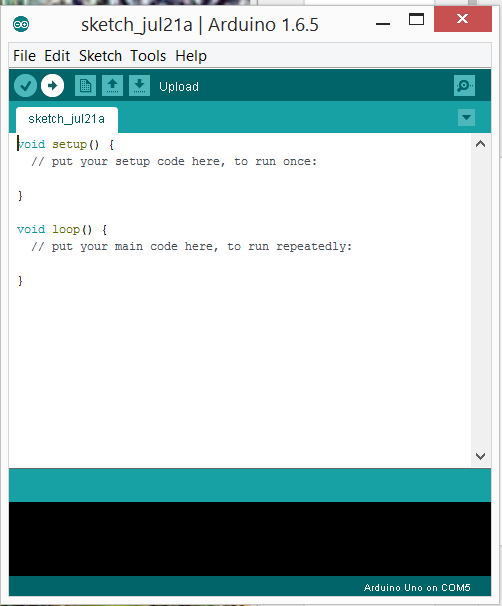 sketch_jul21a | Arduino 1.6.5
File Edit Sketch Tools Help
Upload
sketch_jul21a
void setup() {
  // put your setup code here, to run once:
}
void loop() {
  // put your main code here, to run repeatedly:
}
Arduino Uno on COM5